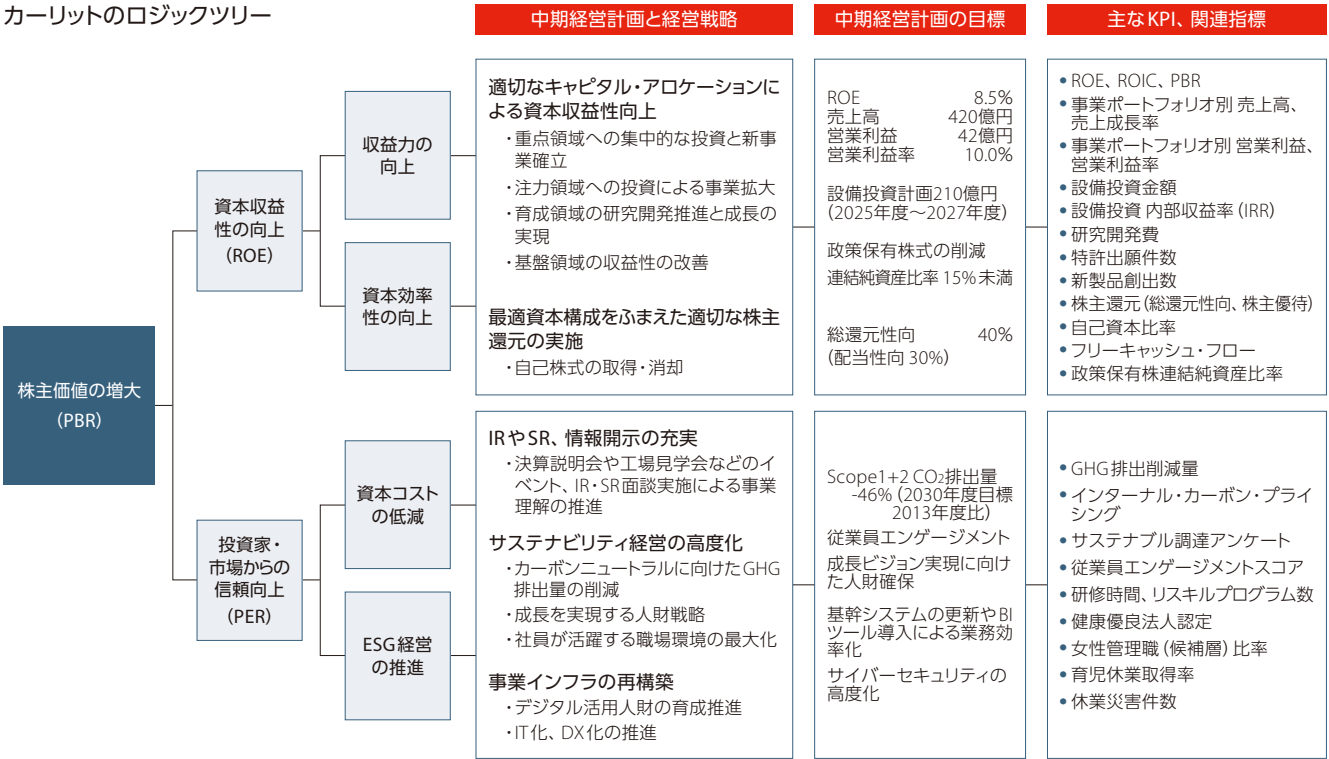 カーリットのロジックツリー
中期経営計画と経営戦略
中期経営計画の目標
主なKPI、関連指標
株主価値の増大
(PBR)
資本収益
性の向上
(ROE)
収益力の
向上
資本効率
性の向上
適切なキャピタル・アロケーションに
よる資本収益性向上
・重点領域への集中的な投資と新事
業確立
・注力領域への投資による事業拡大
・育成領域の研究開発推進と成長の
実現
・基盤領域の収益性の改善
最適資本構成をふまえた適切な株主
還元の実施
・自己株式の取得・消却
ROE 8.5%
売上高 420億円
営業利益 42億円
営業利益率 10.0%
設備投資計画210億円
(2025年度～2027年度)
政策保有株式の削減
連結純資産比率 15%未満
総還元性向 40%
(配当性向 30%)
•ROE、ROIC、PBR
•事業ポートフォリオ別 売上高、
売上成長率
•事業ポートフォリオ別 営業利益、
営業利益率
•設備投資金額
•設備投資 内部収益率(IRR)
•研究開発費
•特許出願件数
•新製品創出数
•株主還元(総還元性向、株主優待)
•自己資本比率
•フリーキャッシュ・フロー
•政策保有株連結純資産比率
投資家・
市場からの
信頼向上
(PER)
資本コスト
の低減
ESG経営
の推進
IRやSR、情報開示の充実
・決算説明会や工場見学会などのイ
ベント、IR・SR面談実施による事業
理解の推進
サステナビリティ経営の高度化
・カーボンニュートラルに向けたGHG
排出量の削減
・成長を実現する人財戦略
・社員が活躍する職場環境の最大化
事業インフラの再構築
・デジタル活用人財の育成推進
・IT化、DX化の推進
Scope1+2 CO₂排出量
-46%(2030年度目標
2013年度比)
従業員エンゲージメント
成長ビジョン実現に向け
た人財確保
基幹システムの更新やBI
ツール導入による業務効
率化
サイバーセキュリティの
高度化
•GHG排出削減量
•インターナル・カーボン・プライ
シング
•サステナブル調達アンケート
•従業員エンゲージメントスコア
•研修時間、リスキルプログラム数
•健康優良法人認定
•女性管理職(候補層)比率
•育児休業取得率
•休業災害件数